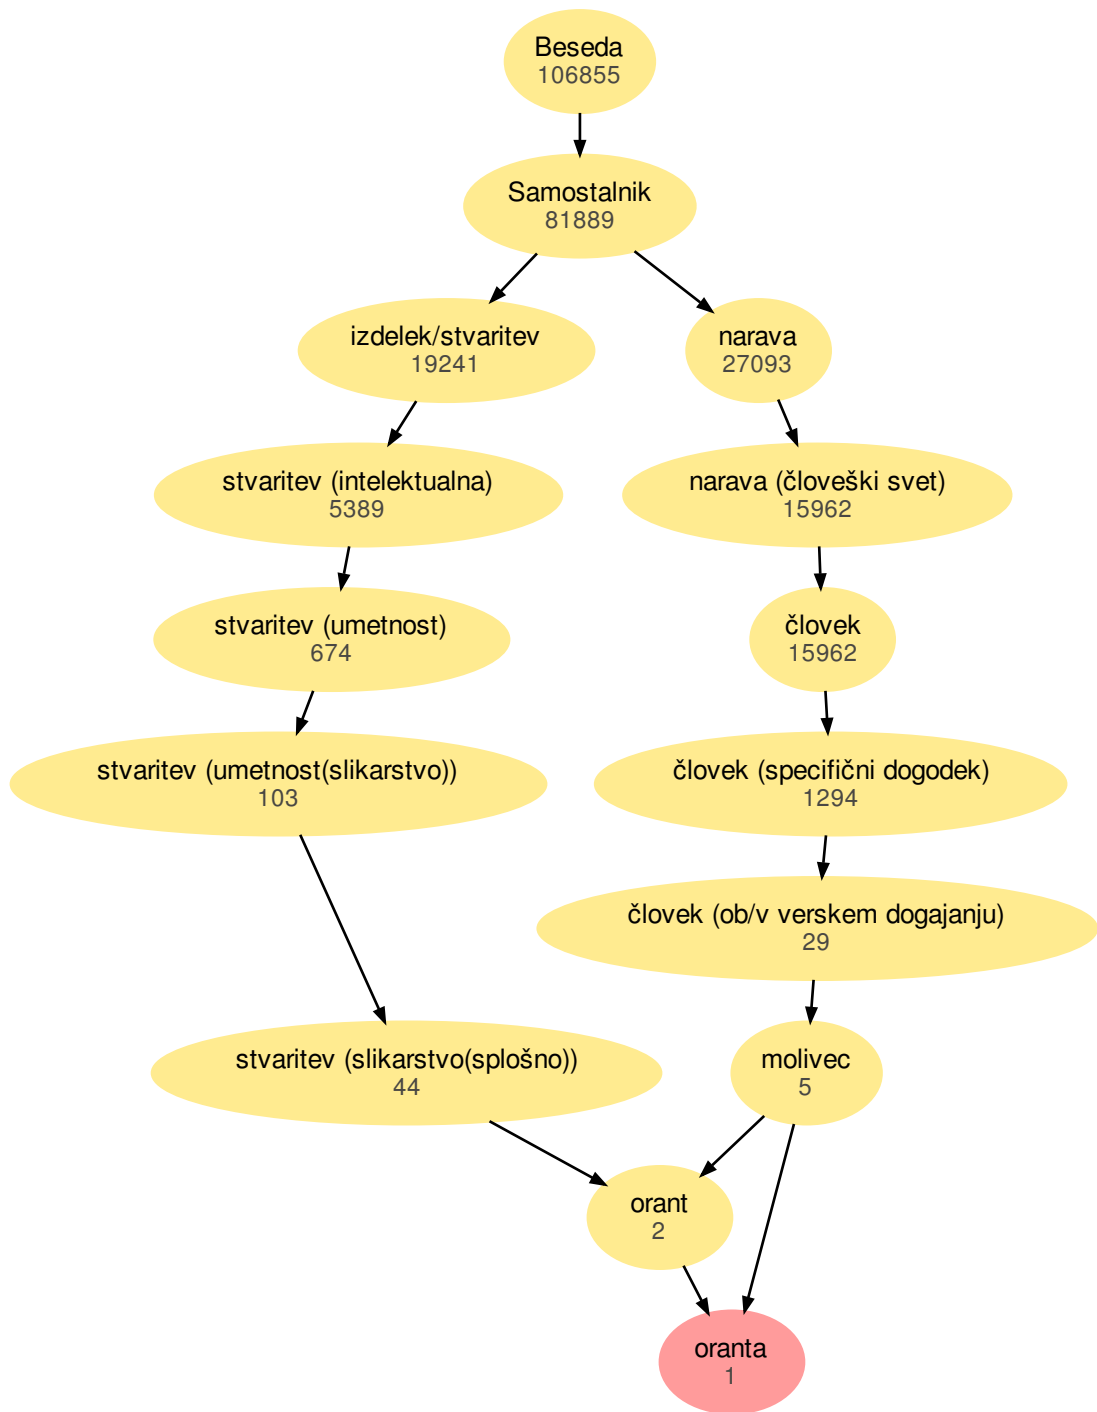 Beseda
106855
Samostalnik
81889
izdelek/stvaritev
19241
narava
27093
stvaritev (intelektualna)
5389
narava (človeški svet)
15962
stvaritev (umetnost)
674
človek
15962
stvaritev (umetnost(slikarstvo))
103
človek (specifični dogodek)
1294
človek (ob/v verskem dogajanju)
29
stvaritev (slikarstvo(splošno))
44
molivec
5
orant
2
oranta
1